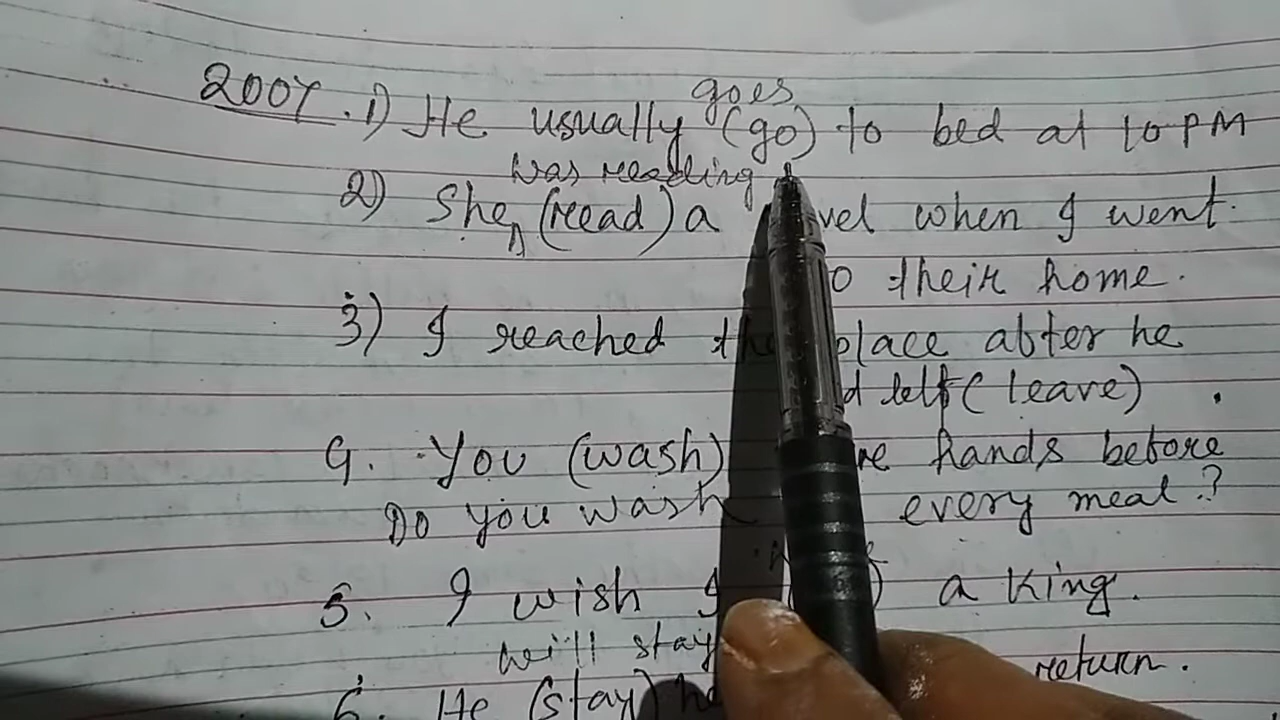 goes
2007. 1) He usually (go) to bed at 10 PM
was reading
2) She (read) a vel when I went
o their home.
3) I reached the place after he
d left (leave) .
4. You (wash) re hands before
Do you wash every meal ?
5. I wish I a king.
will stay return.
6. He (stay) he